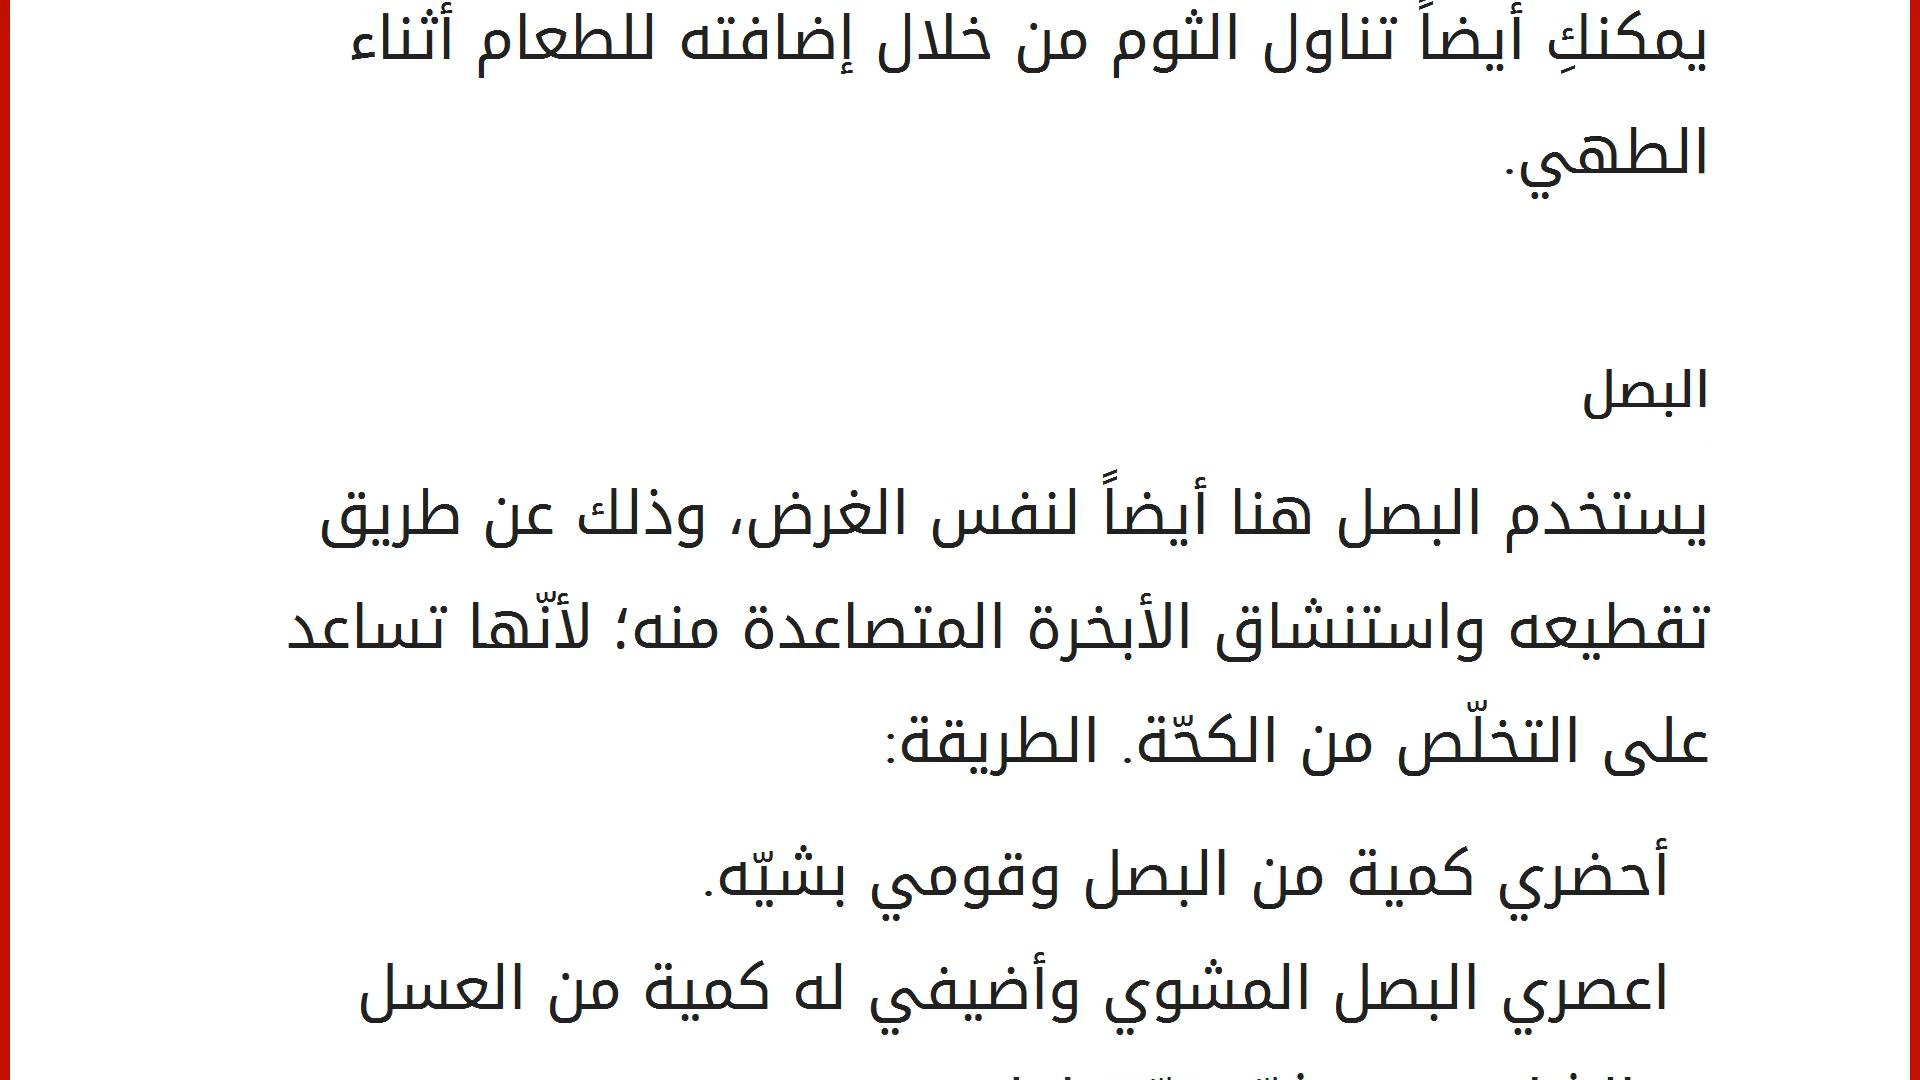 يمكنكِ أيضاً تناول الثوم من خلال إضافته للطعام أثناء
الطهي.
البصل
يستخدم البصل هنا أيضاً لنفس الغرض، وذلك عن طريق
تقطيعه واستنشاق الأبخرة المتصاعدة منه؛ لأنّها تساعد
على التخلّص من الكحّة. الطريقة:
أحضري كمية من البصل وقومي بشيّه.
اعصري البصل المشوي وأضيفي له كمية من العسل